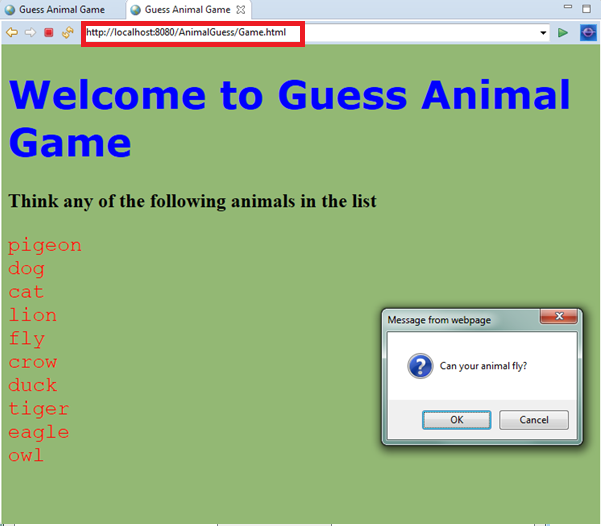 Guess Animal Game
Guess Animal Game
http://localhost:8080/AnimalGuess/Game.html
Welcome to Guess Animal
Game
Think any of the following animals in the list
pigeon
dog
cat
lion
fly
crow
duck
tiger
eagle
owl
Message from webpage
Can your animal fly?
OK
Cancel